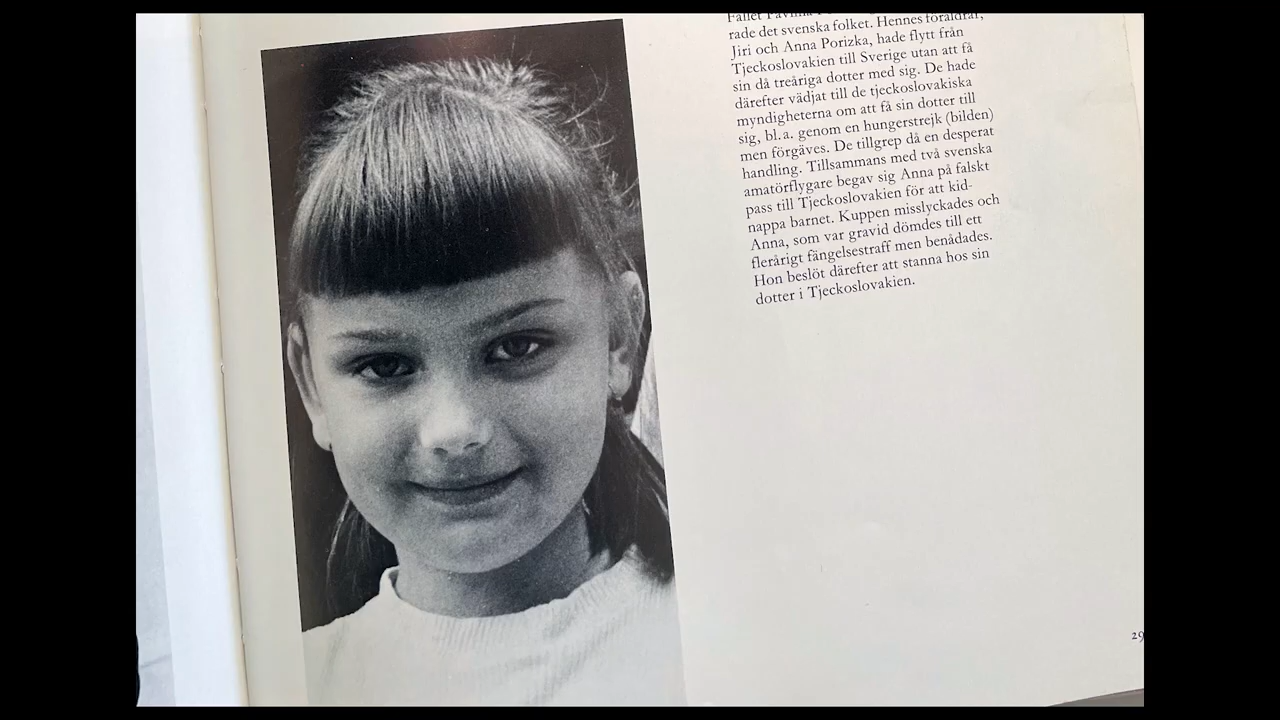 Fallet Pavlina
rade det svenska folket. Hennes föräldrar,
Jiri och Anna Porizka, hade flytt från
Tjeckoslovakien till Sverige utan att få
sin då treåriga dotter med sig. De hade
därefter vädjat till de tjeckoslovakiska
myndigheterna om att få sin dotter till
sig, bl.a. genom en hungerstrejk (bilden)
men förgäves. De tillgrep då en desperat
handling. Tillsammans med två svenska
amatörflygare begav sig Anna på falskt
pass till Tjeckoslovakien för att kid-
nappa barnet. Kuppen misslyckades och
Anna, som var gravid dömdes till ett
flerårigt fängelsestraff men benådades.
Hon beslöt därefter att stanna hos sin
dotter i Tjeckoslovakien.
29